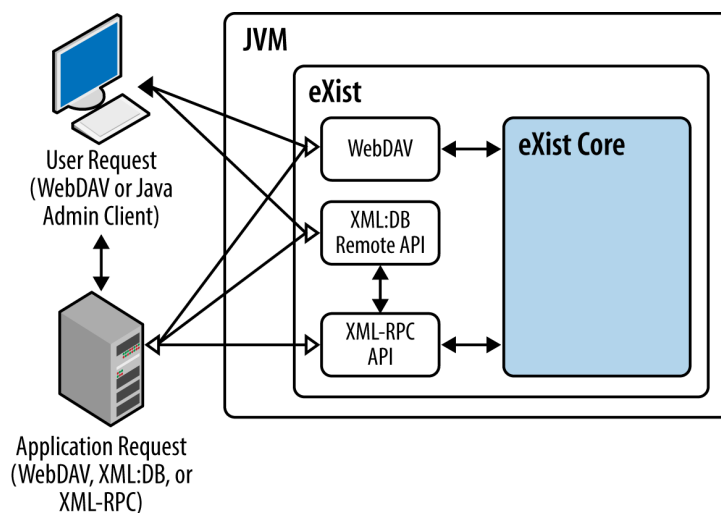 JVM
eXist
WebDAV
eXist Core
User Request
(WebDAV or Java
Admin Client)
XML:DB
Remote API
XML-RPC
API
Application Request
(WebDAV, XML:DB, or
XML-RPC)